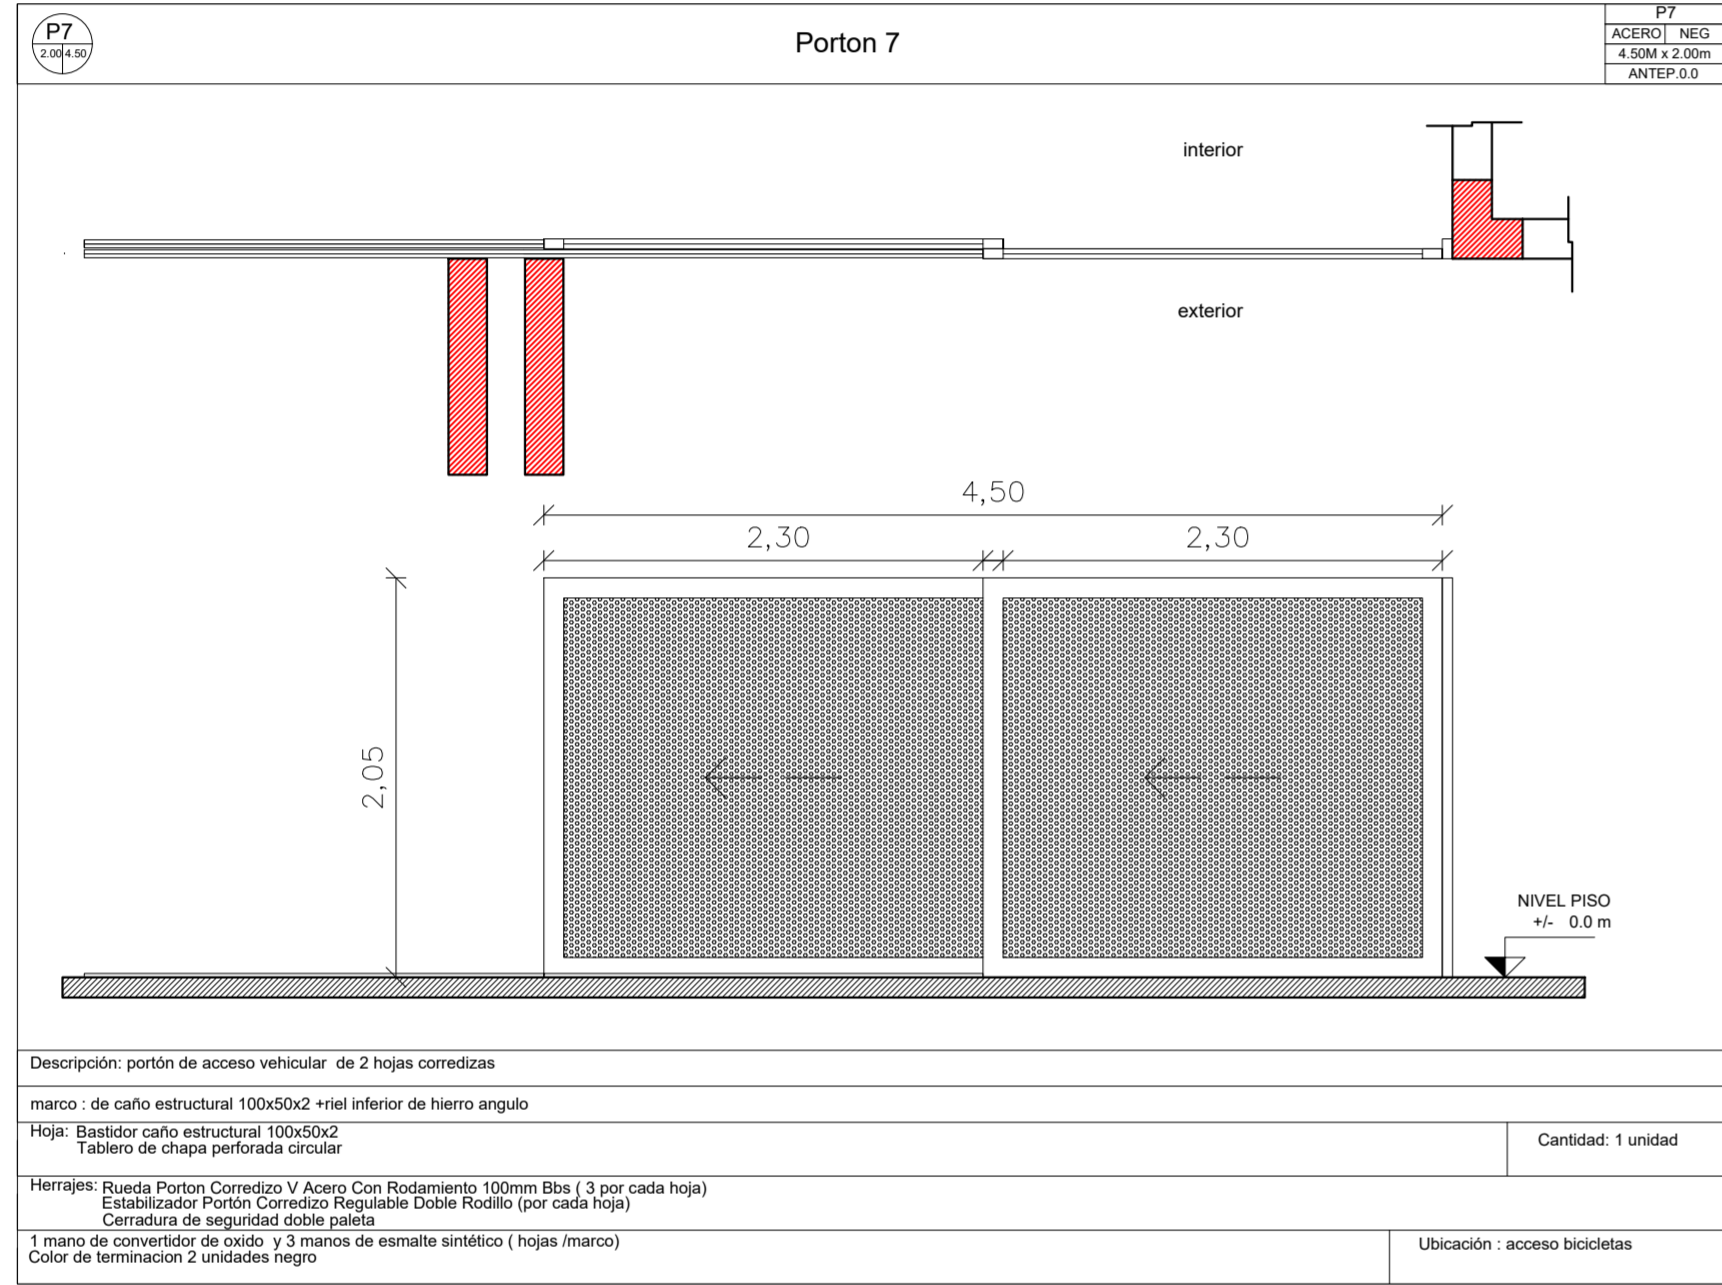 P7
2.00 4.50
Porton 7
P7
ACERO NEG
4.50M x 2.00m
ANTEP.0.0
interior
exterior
4,50
2,30 2,30
2,05
NIVEL PISO
+/- 0.0 m
Descripción: portón de acceso vehicular de 2 hojas corredizas
marco : de caño estructural 100x50x2 +riel inferior de hierro angulo
Hoja: Bastidor caño estructural 100x50x2
Tablero de chapa perforada circular
Cantidad: 1 unidad
Herrajes: Rueda Porton Corredizo V Acero Con Rodamiento 100mm Bbs ( 3 por cada hoja)
Estabilizador Portón Corredizo Regulable Doble Rodillo (por cada hoja)
Cerradura de seguridad doble paleta
1 mano de convertidor de oxido y 3 manos de esmalte sintético ( hojas /marco)
Color de terminacion 2 unidades negro
Ubicación : acceso bicicletas